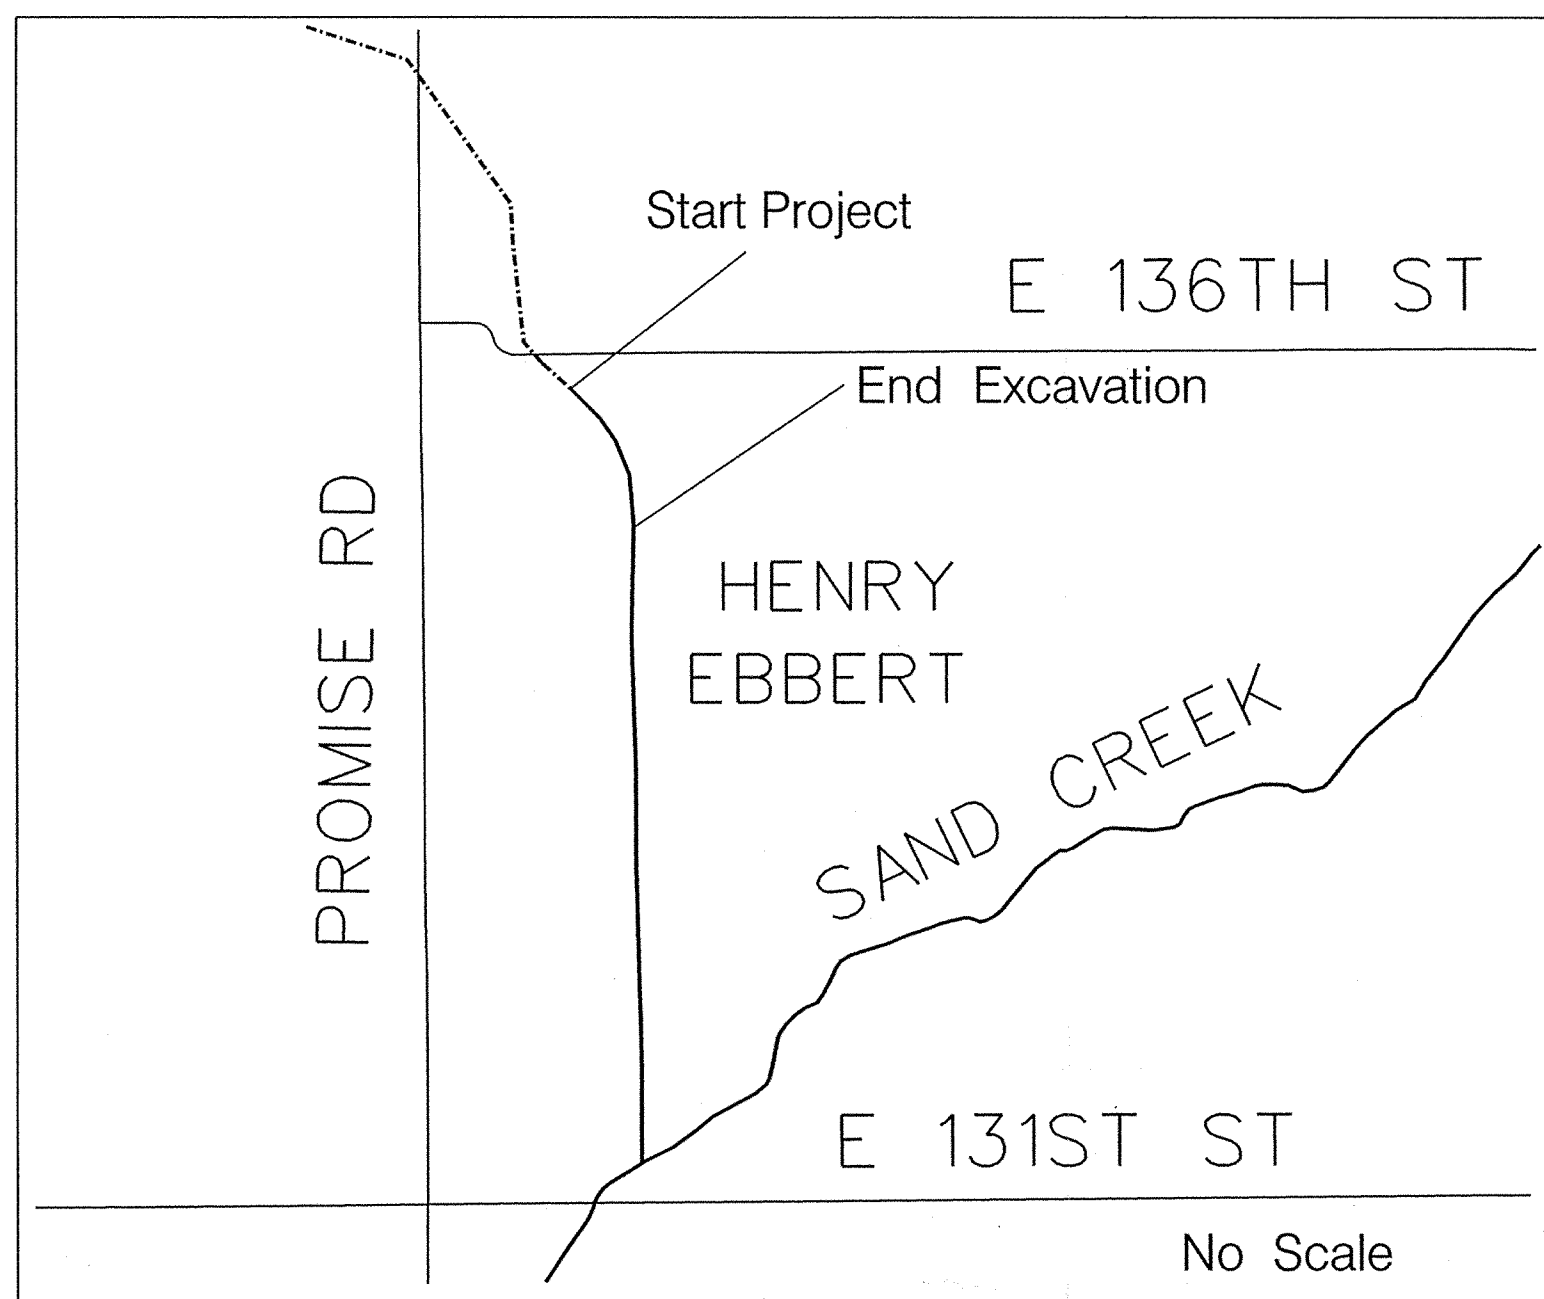 Start Project
E 136TH ST
End Excavation
PROMISE RD
HENRY
EBBERT
SAND CREEK
E 131ST ST
No Scale